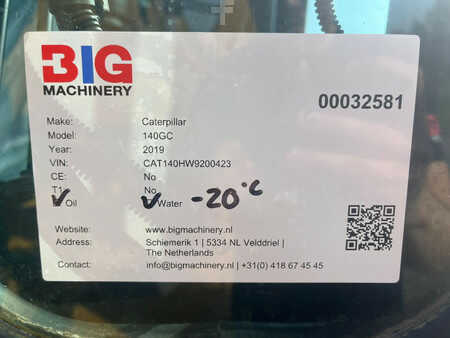 BIG
MACHINERY
00032581
Make: Caterpillar
Model: 140GC
Year: 2019
VIN: CAT140HW9200423
CE: No
T1: No
✓ Oil ✓ Water -20°C
Website: www.bigmachinery.nl
Address: Schiemerik 1 | 5334 NL Velddriel |
The Netherlands
Contact: info@bigmachinery.nl | +31(0) 418 67 45 45